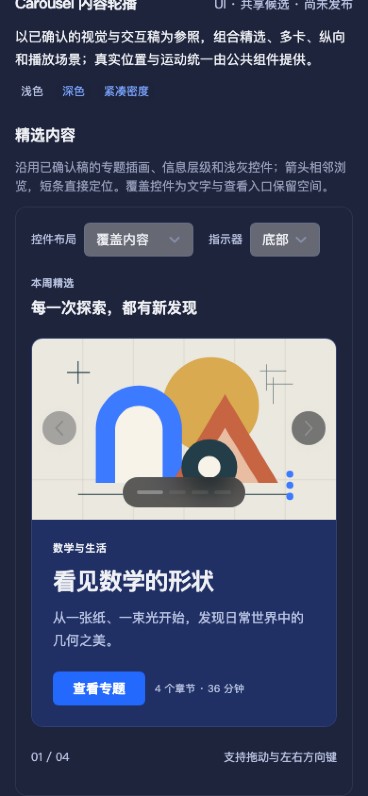 Carousel 内容轮播
UI · 共享候选 · 尚未发布
以已确认的视觉与交互稿为参照，组合精选、多卡、纵向
和播放场景；真实位置与运动统一由公共组件提供。
浅色 深色 紧凑密度
精选内容
沿用已确认稿的专题插画、信息层级和浅灰控件；箭头相邻浏
览，短条直接定位。覆盖控件为文字与查看入口保留空间。
控件布局 覆盖内容 指示器 底部
本周精选
每一次探索，都有新发现
数学与生活
看见数学的形状
从一张纸、一束光开始，发现日常世界中的
几何之美。
查看专题 4 个章节 · 36 分钟
01 / 04 支持拖动与左右方向键